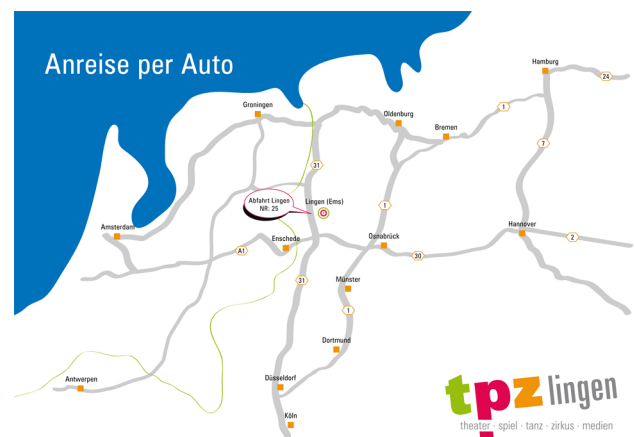 Anreise per Auto
Hamburg
24
Groningen
Oldenburg
1
Bremen
7
31
Abfahrt Lingen
NR: 25
Lingen (Ems)
1
Amsterdam
Hannover
2
Enschede
Osnabrück
A1
30
31
Münster
1
Dortmund
Antwerpen
Düsseldorf
Köln
tpz lingen
theater · spiel · tanz · zirkus · medien